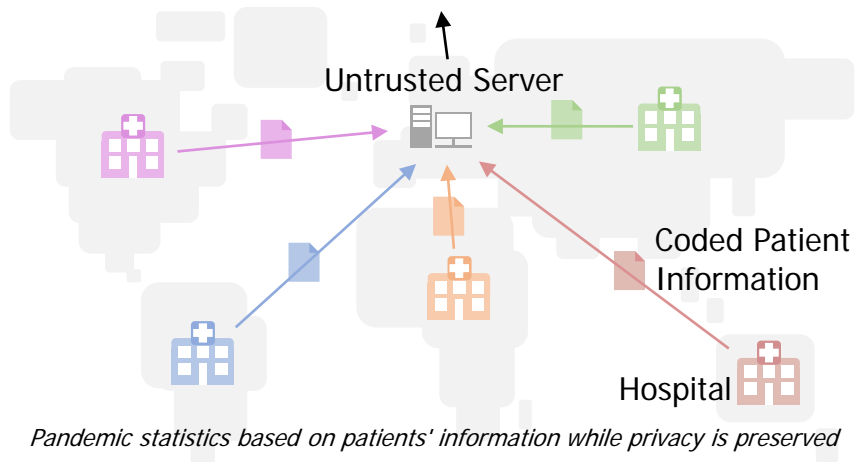 Untrusted Server
Coded Patient
Information
Hospital
Pandemic statistics based on patients' information while privacy is preserved